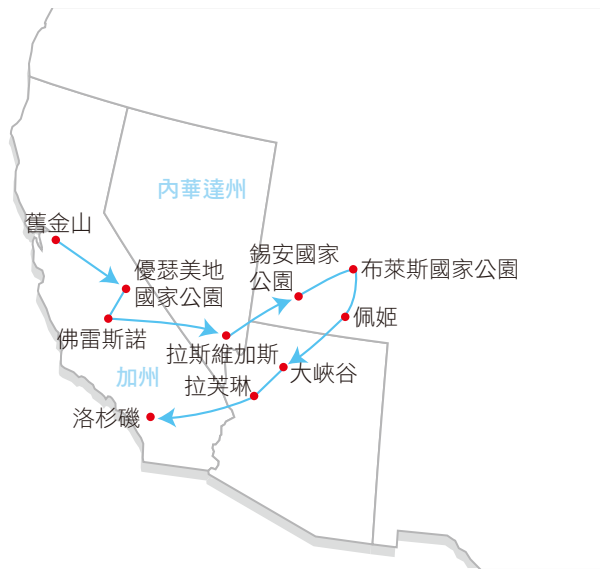 內華達州
舊金山
錫安國家
公園
布萊斯國家公園
優瑟美地
國家公園
佩姬
佛雷斯諾
拉斯維加斯
大峽谷
加州
拉芙琳
洛杉磯